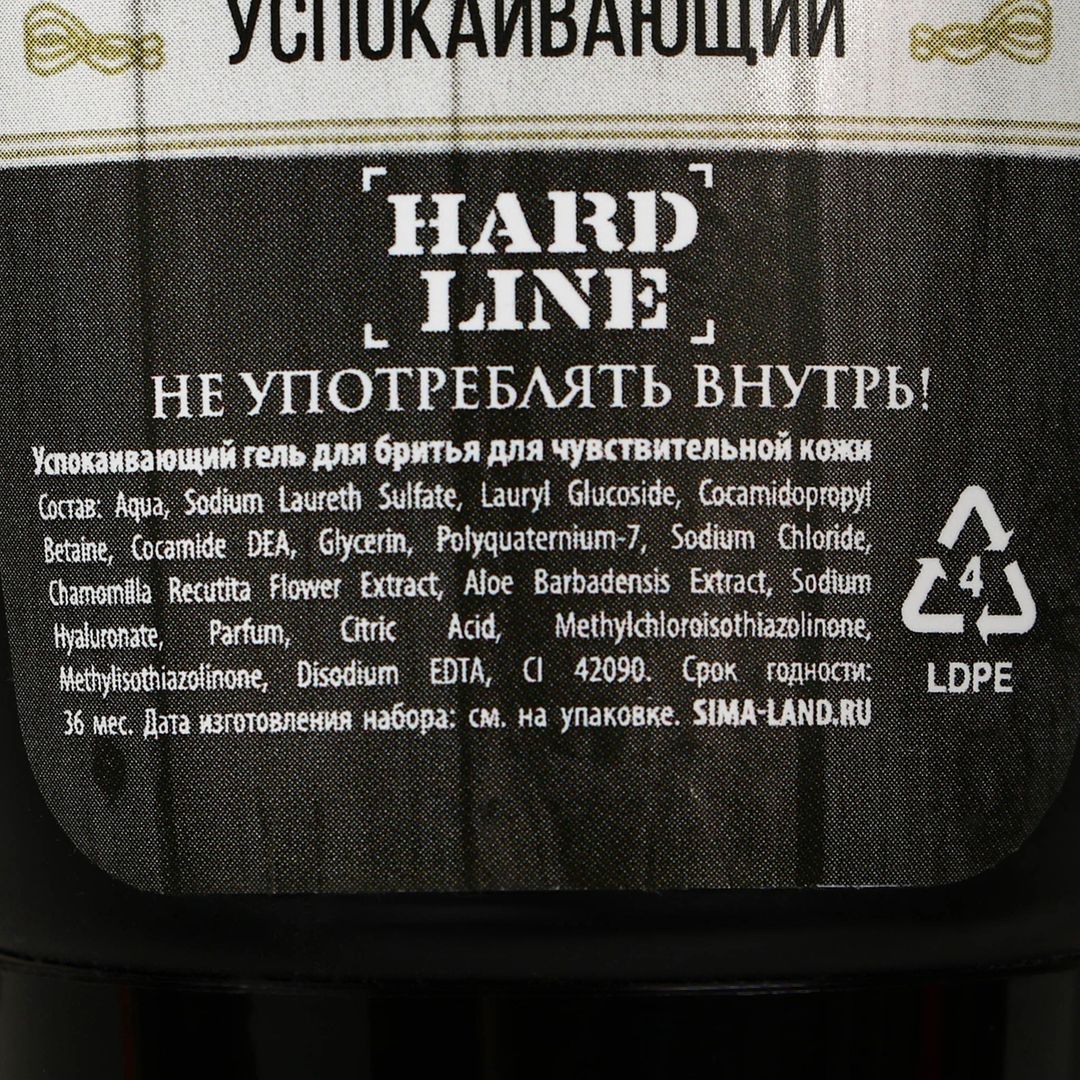 УСПОКАИВАЮЩИЙ
HARD
LINE
НЕ УПОТРЕБЛЯТЬ ВНУТРЬ!
Успокаивающий гель для бритья для чувствительной кожи
Состав: Aqua, Sodium Laureth Sulfate, Lauryl Glucoside, Cocamidopropyl
Betaine, Cocamide DEA, Glycerin, Polyquaternium-7, Sodium Chloride,
Chamomilla Recutita Flower Extract, Aloe Barbadensis Extract, Sodium
Hyaluronate, Parfum, Citric Acid, Methylchloroisothiazolinone,
Methylisothiazolinone, Disodium EDTA, CI 42090. Срок годности:
36 мес. Дата изготовления набора: см. на упаковке. SIMA-LAND.RU
4
LDPE